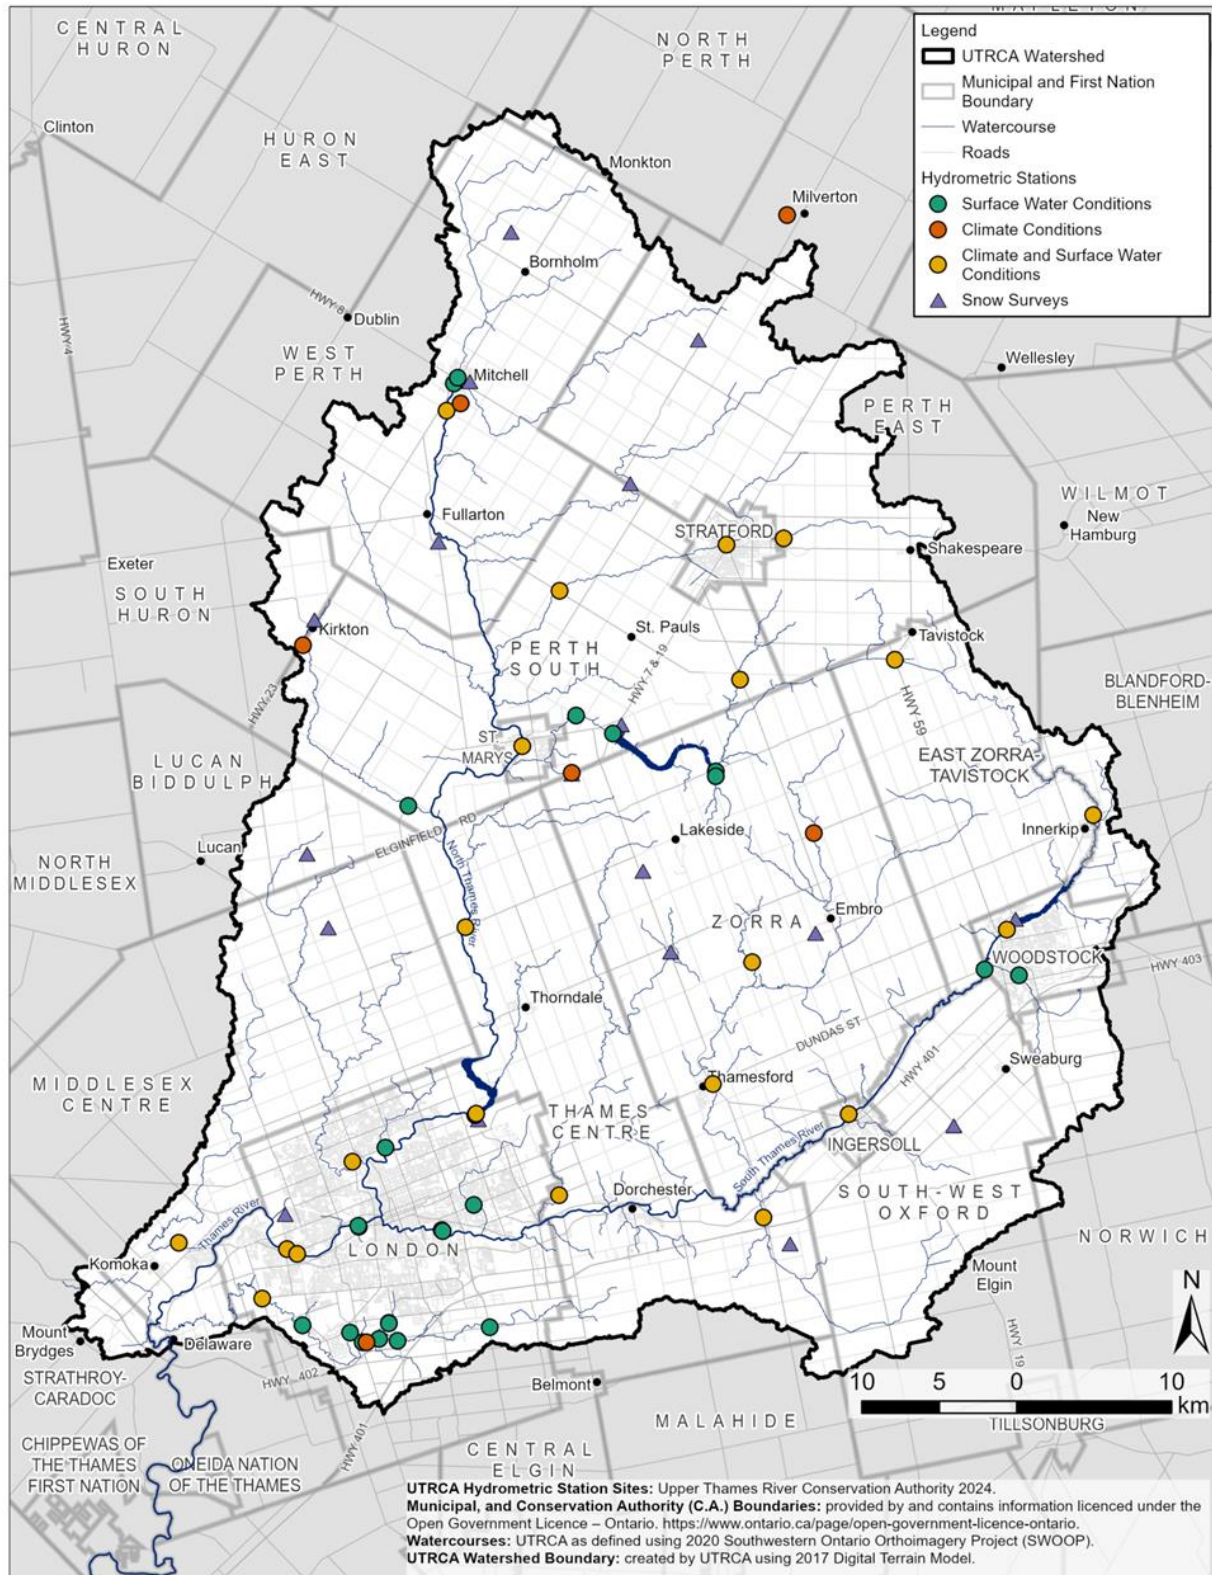 CENTRAL
HURON
NORTH
PERTH
Clinton
HURON
EAST
Monkton
Milverton
Legend
UTRCA Watershed
Municipal and First Nation
Boundary
Watercourse
Roads
Hydrometric Stations
Surface Water Conditions
Climate Conditions
Climate and Surface Water
Conditions
Snow Surveys
Bornholm
HWY 8
Dublin
HWY 4
WEST
PERTH
Mitchell
Wellesley
PERTH
EAST
WILMOT
New
Hamburg
Fullarton
STRATFORD
Shakespeare
Exeter
SOUTH
HURON
Kirkton
St. Pauls
Tavistock
PERTH
SOUTH
HWY 7 & 19
HWY 23
HWY 59
BLANDFORD-
BLENHEIM
ST.
MARYS
EAST ZORRA-
TAVISTOCK
LUCAN
BIDDULPH
ELGINFIELD RD
Lakeside
Innerkip
Lucan
NORTH
MIDDLESEX
North Thames
River
ZORRA
Embro
WOODSTOCK
HWY 403
Thorndale
DUNDAS ST
HWY 401
Sweaburg
MIDDLESEX
CENTRE
Thamesford
THAMES
CENTRE
INGERSOLL
South Thames River
Dorchester
SOUTH-WEST
OXFORD
Thames River
LONDON
NORWICH
Komoka
Mount
Elgin
N
Mount
Brydges
Delaware
HWY 19
STRATHROY-
CARADOC
HWY 402
Belmont
10 5 0 10
km
HWY 401
MALAHIDE
TILLSONBURG
CHIPPEWAS OF
THE THAMES
FIRST NATION
ONEIDA NATION
OF THE THAMES
CENTRAL
ELGIN
UTRCA Hydrometric Station Sites: Upper Thames River Conservation Authority 2024.
Municipal, and Conservation Authority (C.A.) Boundaries: provided by and contains information licenced under the
Open Government Licence – Ontario. https://www.ontario.ca/page/open-government-licence-ontario.
Watercourses: UTRCA as defined using 2020 Southwestern Ontario Orthoimagery Project (SWOOP).
UTRCA Watershed Boundary: created by UTRCA using 2017 Digital Terrain Model.